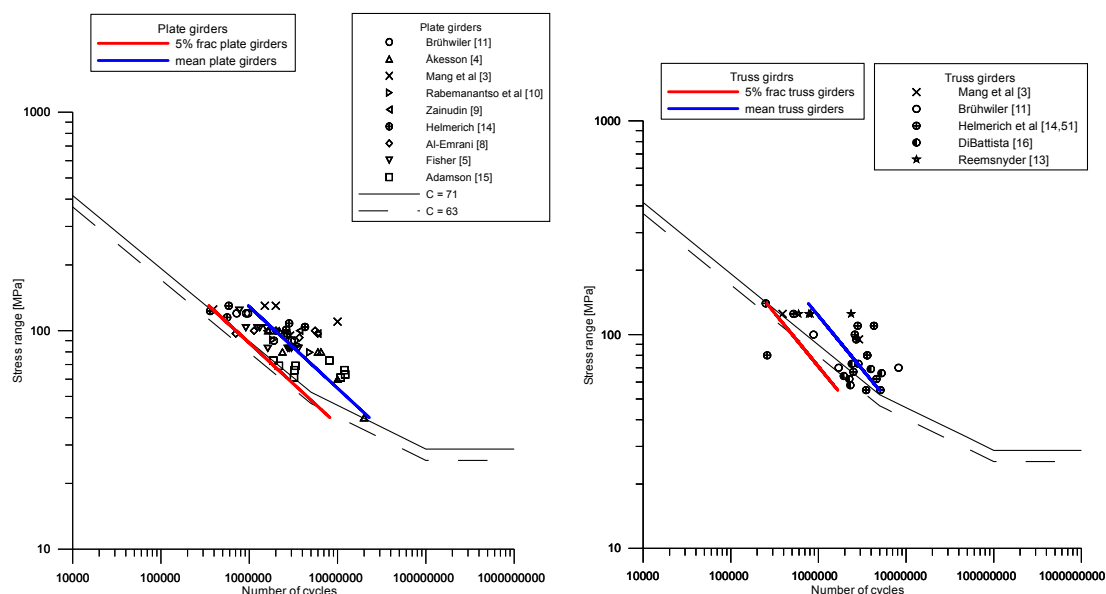 Plate girders
5% frac plate girders
mean plate girders
Plate girders
Brühwiler [11]
Åkesson [4]
Mang et al [3]
Rabemanantso et al [10]
Zainudin [9]
Helmerich [14]
Al-Emrani [8]
Fisher [5]
Adamson [15]
C = 71
C = 63
1000
100
10
Stress range [MPa]
10000
100000
1000000
10000000
100000000
1000000000
Number of cycles
Truss girdrs
5% frac truss girders
mean truss girders
Truss girders
Mang et al [3]
Brühwiler [11]
Helmerich et al [14,51]
DiBattista [16]
Reemsnyder [13]
1000
100
10
Stress range [MPa]
10000
100000
1000000
10000000
100000000
1000000000
Number of cycles